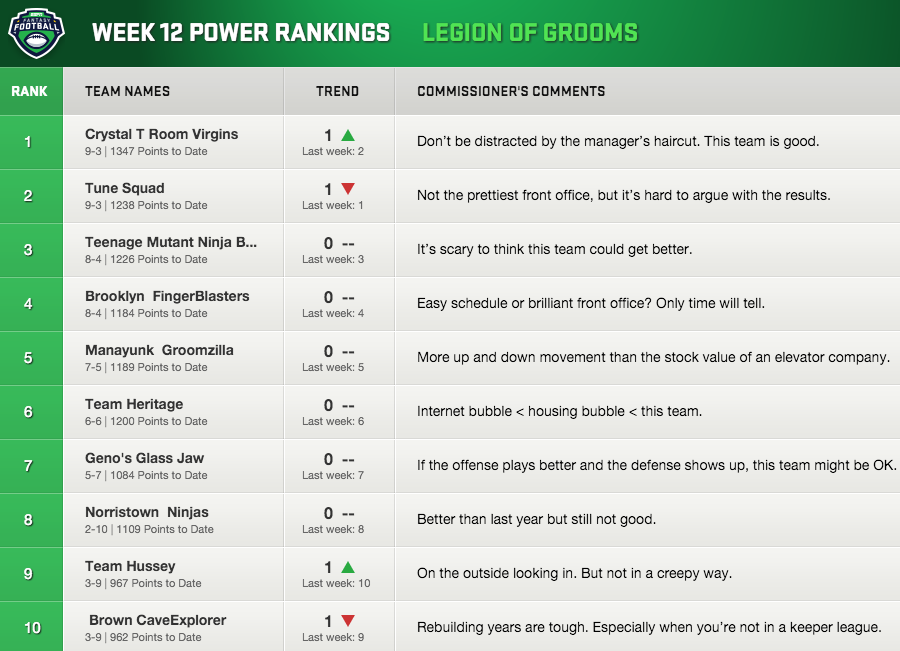 ESPN
FANTASY
FOOTBALL
WEEK 12 POWER RANKINGS LEGION OF GROOMS
RANK TEAM NAMES TREND COMMISSIONER'S COMMENTS
1 Crystal T Room Virgins 1 ▲ Don't be distracted by the manager's haircut. This team is good.
9-3 | 1347 Points to Date Last week: 2
2 Tune Squad 1 ▼ Not the prettiest front office, but it's hard to argue with the results.
9-3 | 1238 Points to Date Last week: 1
3 Teenage Mutant Ninja B... 0 -- It's scary to think this team could get better.
8-4 | 1226 Points to Date Last week: 3
4 Brooklyn  FingerBlasters 0 -- Easy schedule or brilliant front office? Only time will tell.
8-4 | 1184 Points to Date Last week: 4
5 Manayunk  Groomzilla 0 -- More up and down movement than the stock value of an elevator company.
7-5 | 1189 Points to Date Last week: 5
6 Team Heritage 0 -- Internet bubble < housing bubble < this team.
6-6 | 1200 Points to Date Last week: 6
7 Geno's Glass Jaw 0 -- If the offense plays better and the defense shows up, this team might be OK.
5-7 | 1084 Points to Date Last week: 7
8 Norristown  Ninjas 0 -- Better than last year but still not good.
2-10 | 1109 Points to Date Last week: 8
9 Team Hussey 1 ▲ On the outside looking in. But not in a creepy way.
3-9 | 967 Points to Date Last week: 10
10 Brown CaveExplorer 1 ▼ Rebuilding years are tough. Especially when you're not in a keeper league.
3-9 | 962 Points to Date Last week: 9